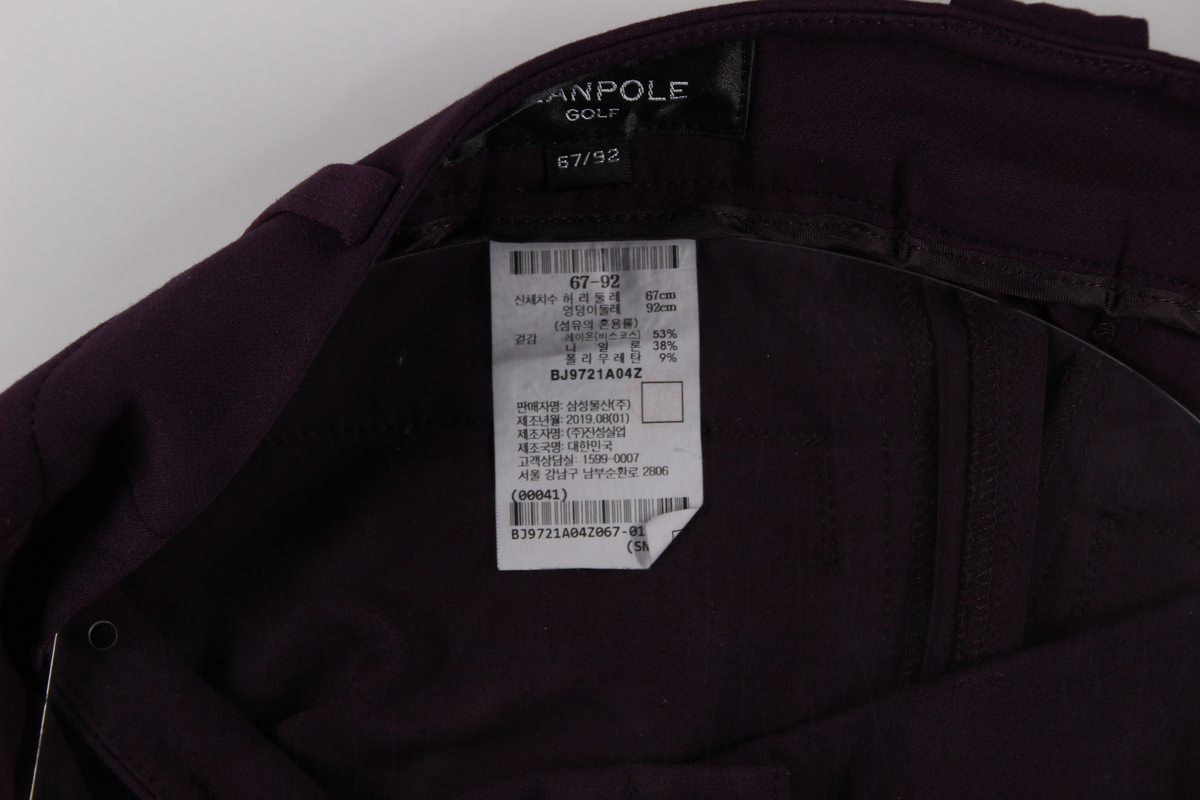 ANPOLE
GOLF
67/92
67-92
신체치수 허 리 둘 레 67cm
엉덩이둘레 92cm
(섬유의 혼용률)
겉감 레이온(비스코스) 53%
나 일 론 38%
폴 리 우 레 탄 9%
BJ9721A04Z
판매자명: 삼성물산(주)
제조년월: 2019.08(01)
제조자명: (주)진성실업
제조국명: 대한민국
고객상담실: 1599-0007
서울 강남구 남부순환로 2806
(00041)
BJ9721A04Z067-01
(SN